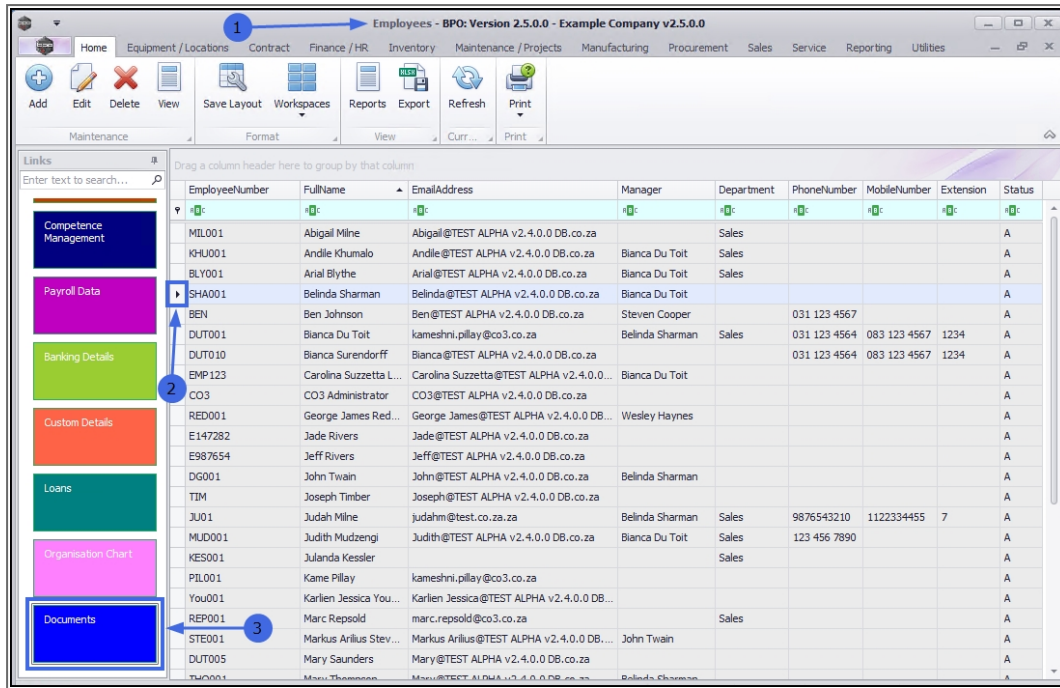 1
Employees - BPO: Version 2.5.0.0 - Example Company v2.5.0.0
Home Equipment / Locations Contract Finance / HR Inventory Maintenance / Projects Manufacturing Procurement Sales Service Reporting Utilities
Add Edit Delete View Save Layout Workspaces Reports Export Refresh Print
Maintenance Format View Curr... Print
Links
Enter text to search...
Drag a column header here to group by that column
EmployeeNumber FullName EmailAddress Manager Department PhoneNumber MobileNumber Extension Status
Competence
Management
Payroll Data
Banking Details
Custom Details
Loans
Organisation Chart
Documents
2
3
MIL001 Abigail Milne Abigail@TEST ALPHA v2.4.0.0 DB.co.za Sales A
KHU001 Andile Khumalo Andile@TEST ALPHA v2.4.0.0 DB.co.za Bianca Du Toit Sales A
BLY001 Arial Blythe Arial@TEST ALPHA v2.4.0.0 DB.co.za Bianca Du Toit Sales A
SHA001 Belinda Sharman Belinda@TEST ALPHA v2.4.0.0 DB.co.za Bianca Du Toit A
BEN Ben Johnson Ben@TEST ALPHA v2.4.0.0 DB.co.za Steven Cooper 031 123 4567 A
DUT001 Bianca Du Toit kameshni.pillay@co3.co.za Belinda Sharman Sales 031 123 4564 083 123 4567 1234 A
DUT010 Bianca Surendorff Bianca@TEST ALPHA v2.4.0.0 DB.co.za 031 123 4564 083 123 4567 1234 A
EMP123 Carolina Suzzetta L... Carolina Suzzetta@TEST ALPHA v2.4.0.0... Bianca Du Toit A
CO3 CO3 Administrator CO3@TEST ALPHA v2.4.0.0 DB.co.za A
RED001 George James Red... George James@TEST ALPHA v2.4.0.0 DB... Wesley Haynes A
E147282 Jade Rivers Jade@TEST ALPHA v2.4.0.0 DB.co.za A
E987654 Jeff Rivers Jeff@TEST ALPHA v2.4.0.0 DB.co.za A
DG001 John Twain John@TEST ALPHA v2.4.0.0 DB.co.za Belinda Sharman A
TIM Joseph Timber Joseph@TEST ALPHA v2.4.0.0 DB.co.za A
JU01 Judah Milne judahm@test.co.za.za Belinda Sharman Sales 9876543210 1122334455 7 A
MUD001 Judith Mudzengi Judith@TEST ALPHA v2.4.0.0 DB.co.za Bianca Du Toit Sales 123 456 7890 A
KES001 Julanda Kessler Sales A
PIL001 Kame Pillay kameshni.pillay@co3.co.za A
You001 Karlien Jessica You... Karlien Jessica@TEST ALPHA v2.4.0.0 DB... A
REP001 Marc Repsold marc.repsold@co3.co.za Sales A
STE001 Markus Arilius Stev... Markus Arilius@TEST ALPHA v2.4.0.0 DB.... John Twain A
DUT005 Mary Saunders Mary@TEST ALPHA v2.4.0.0 DB.co.za A
THO001 Mary Thompson Mary@TEST ALPHA v2.4.0.0 DB.co.za Belinda Sharman A